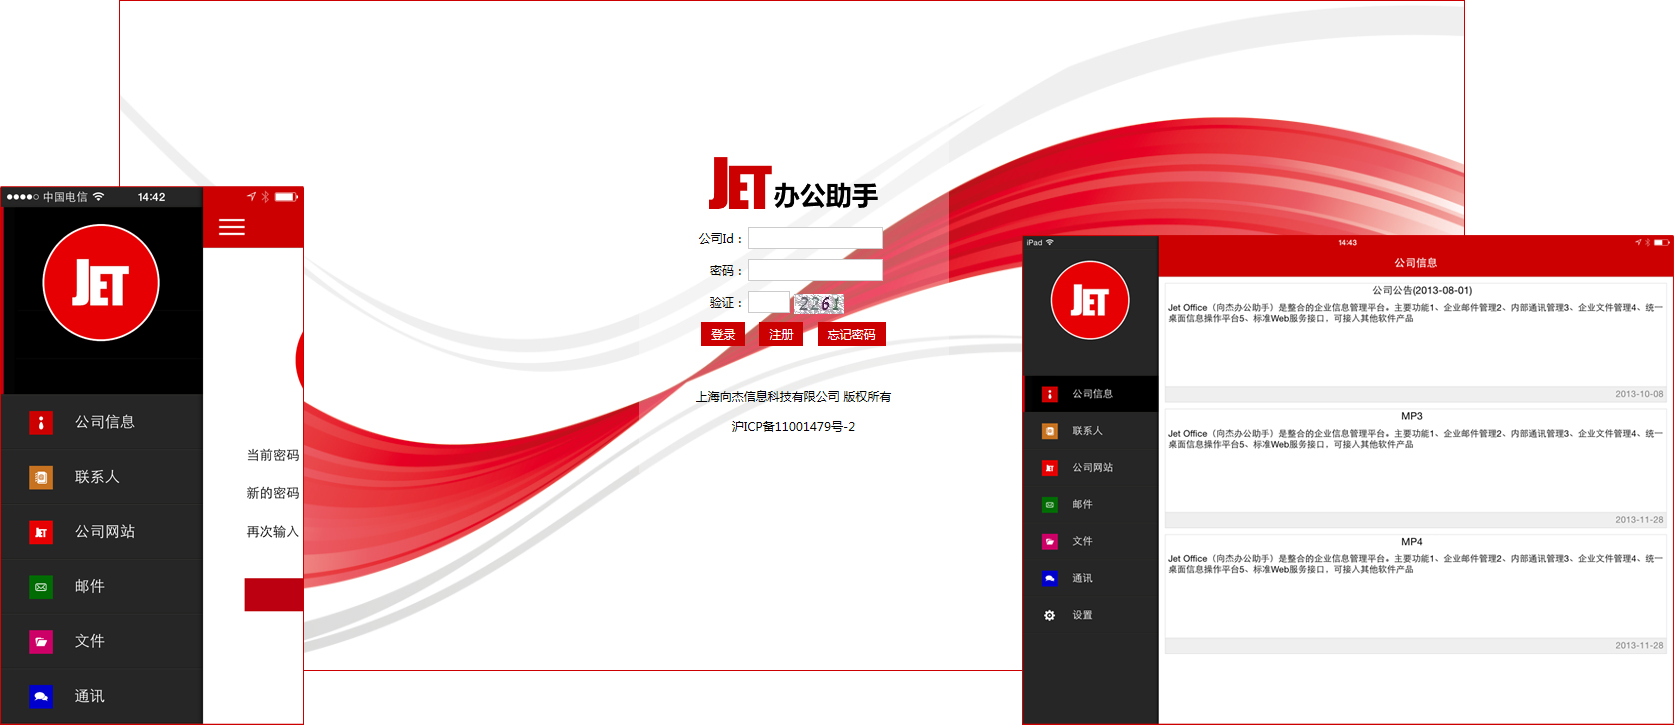 JET 办公助手
公司Id：
密码：
验证： 2261
登录 注册 忘记密码
上海向杰信息科技有限公司 版权所有
沪ICP备11001479号-2
中国电信 14:42
JET
公司信息
联系人
JET 公司网站
邮件
文件
通讯
当前密码
新的密码
再次输入
iPad 14:43
JET
公司信息
联系人
JET 公司网站
邮件
文件
通讯
设置
公司信息
公司公告(2013-08-01)
Jet Office（向杰办公助手）是整合的企业信息管理平台。主要功能1、企业邮件管理2、内部通讯管理3、企业文件管理4、统一
桌面信息操作平台5、标准Web服务接口，可接入其他软件产品
2013-10-08
MP3
Jet Office（向杰办公助手）是整合的企业信息管理平台。主要功能1、企业邮件管理2、内部通讯管理3、企业文件管理4、统一
桌面信息操作平台5、标准Web服务接口，可接入其他软件产品
2013-11-28
MP4
Jet Office（向杰办公助手）是整合的企业信息管理平台。主要功能1、企业邮件管理2、内部通讯管理3、企业文件管理4、统一
桌面信息操作平台5、标准Web服务接口，可接入其他软件产品
2013-11-28